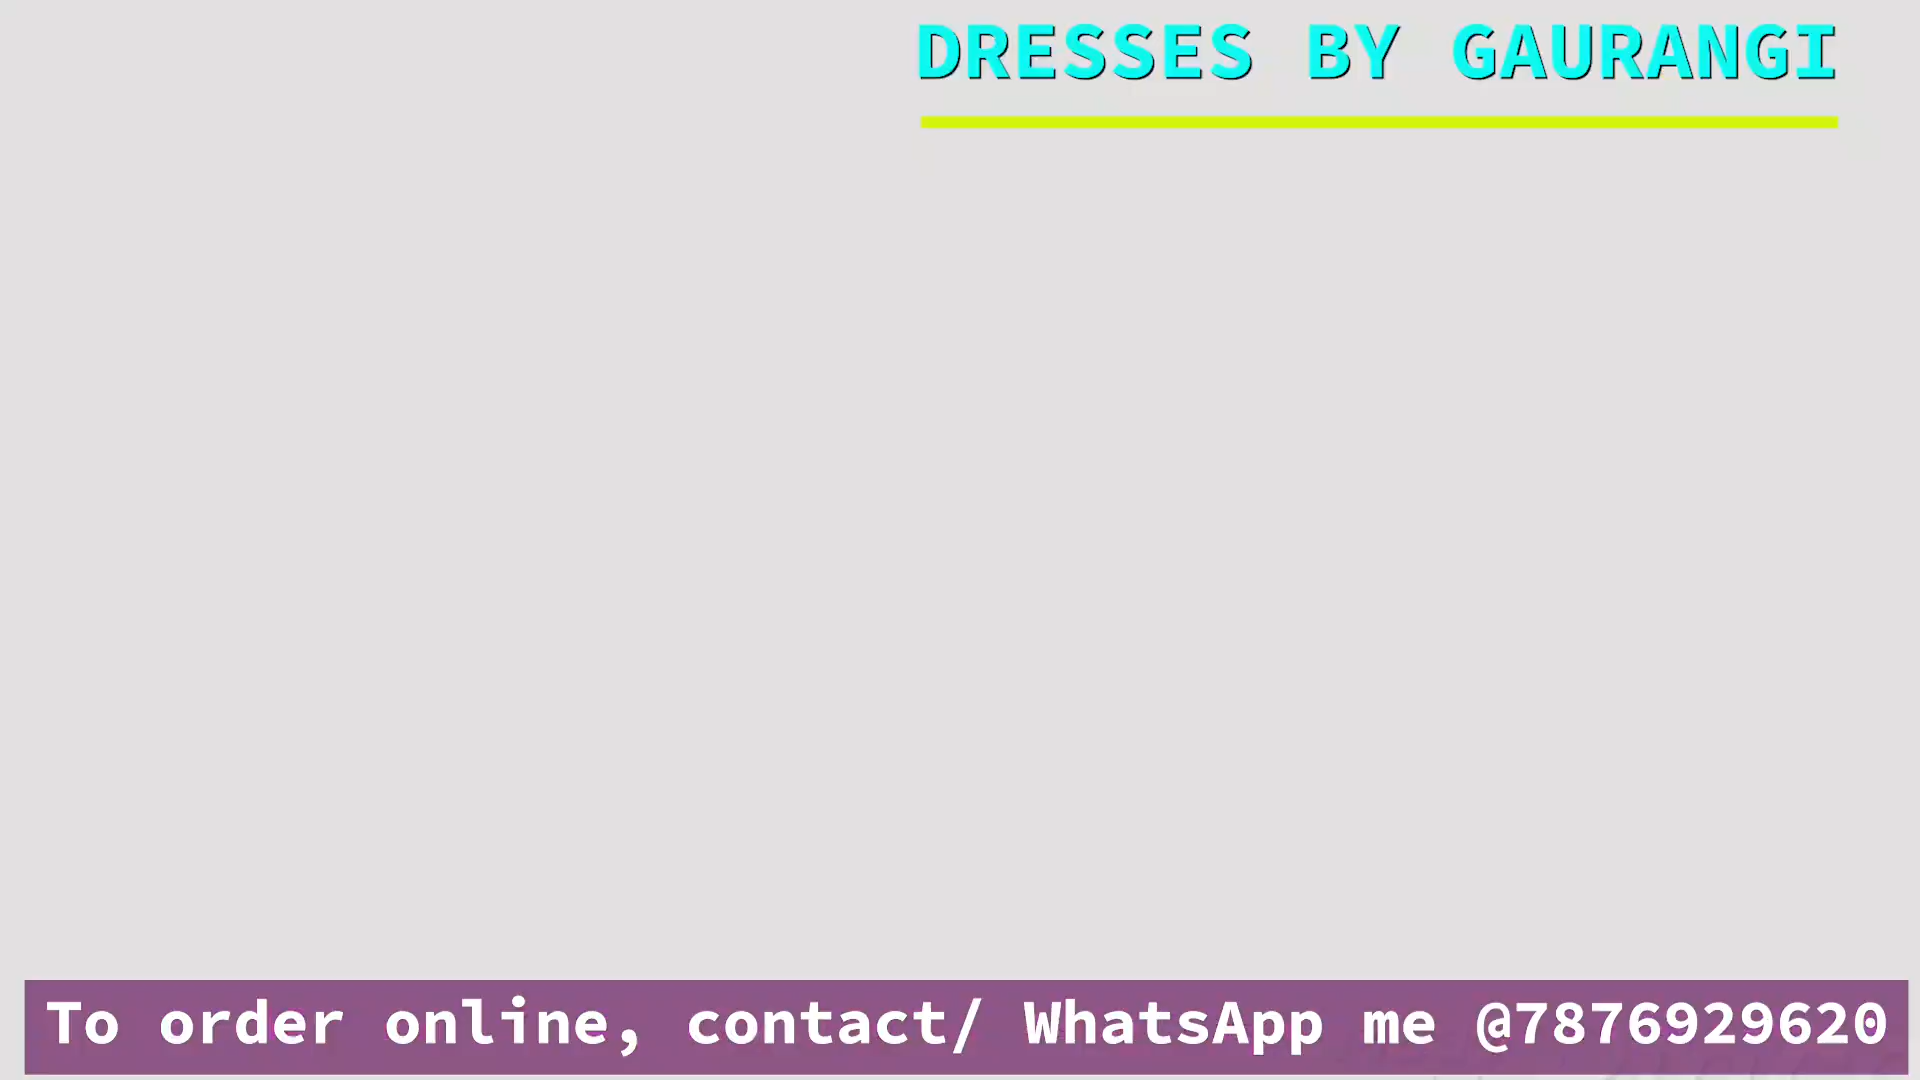 DRESSES BY GAURANGI
To order online, contact/ WhatsApp me @7876929620